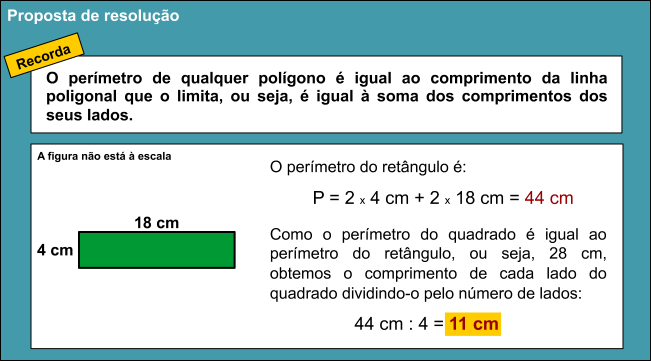 Proposta de resolução
Recorda
O perímetro de qualquer polígono é igual ao comprimento da linha
poligonal que o limita, ou seja, é igual à soma dos comprimentos dos
seus lados.
A figura não está à escala
18 cm
4 cm
O perímetro do retângulo é:
P = 2 x 4 cm + 2 x 18 cm = 44 cm
Como o perímetro do quadrado é igual ao
perímetro do retângulo, ou seja, 28 cm,
obtemos o comprimento de cada lado do
quadrado dividindo-o pelo número de lados:
44 cm : 4 = 11 cm